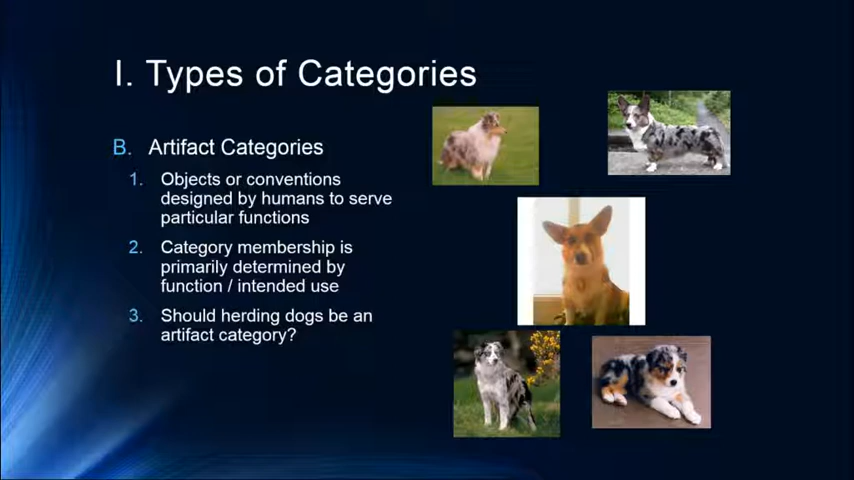 I. Types of Categories
B. Artifact Categories
1. Objects or conventions
designed by humans to serve
particular functions
2. Category membership is
primarily determined by
function / intended use
3. Should herding dogs be an
artifact category?